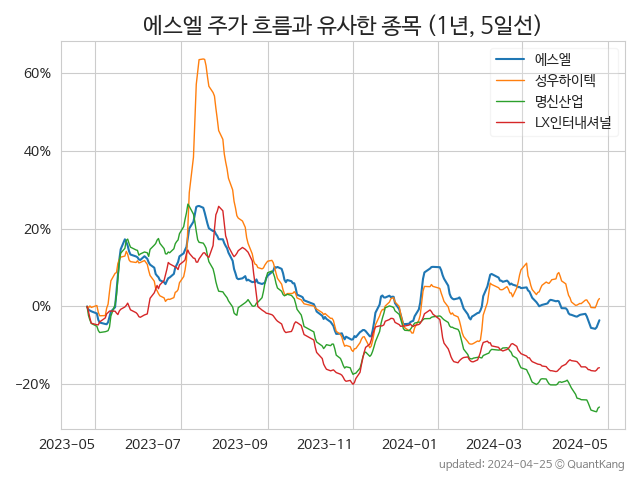 에스엘 주가 흐름과 유사한 종목 (1년, 5일선)
에스엘
성우하이텍
명신산업
LX인터내셔널
60%
40%
20%
0%
−20%
2023-05 2023-07 2023-09 2023-11 2024-01 2024-03 2024-05
updated: 2024-04-25 © QuantKang